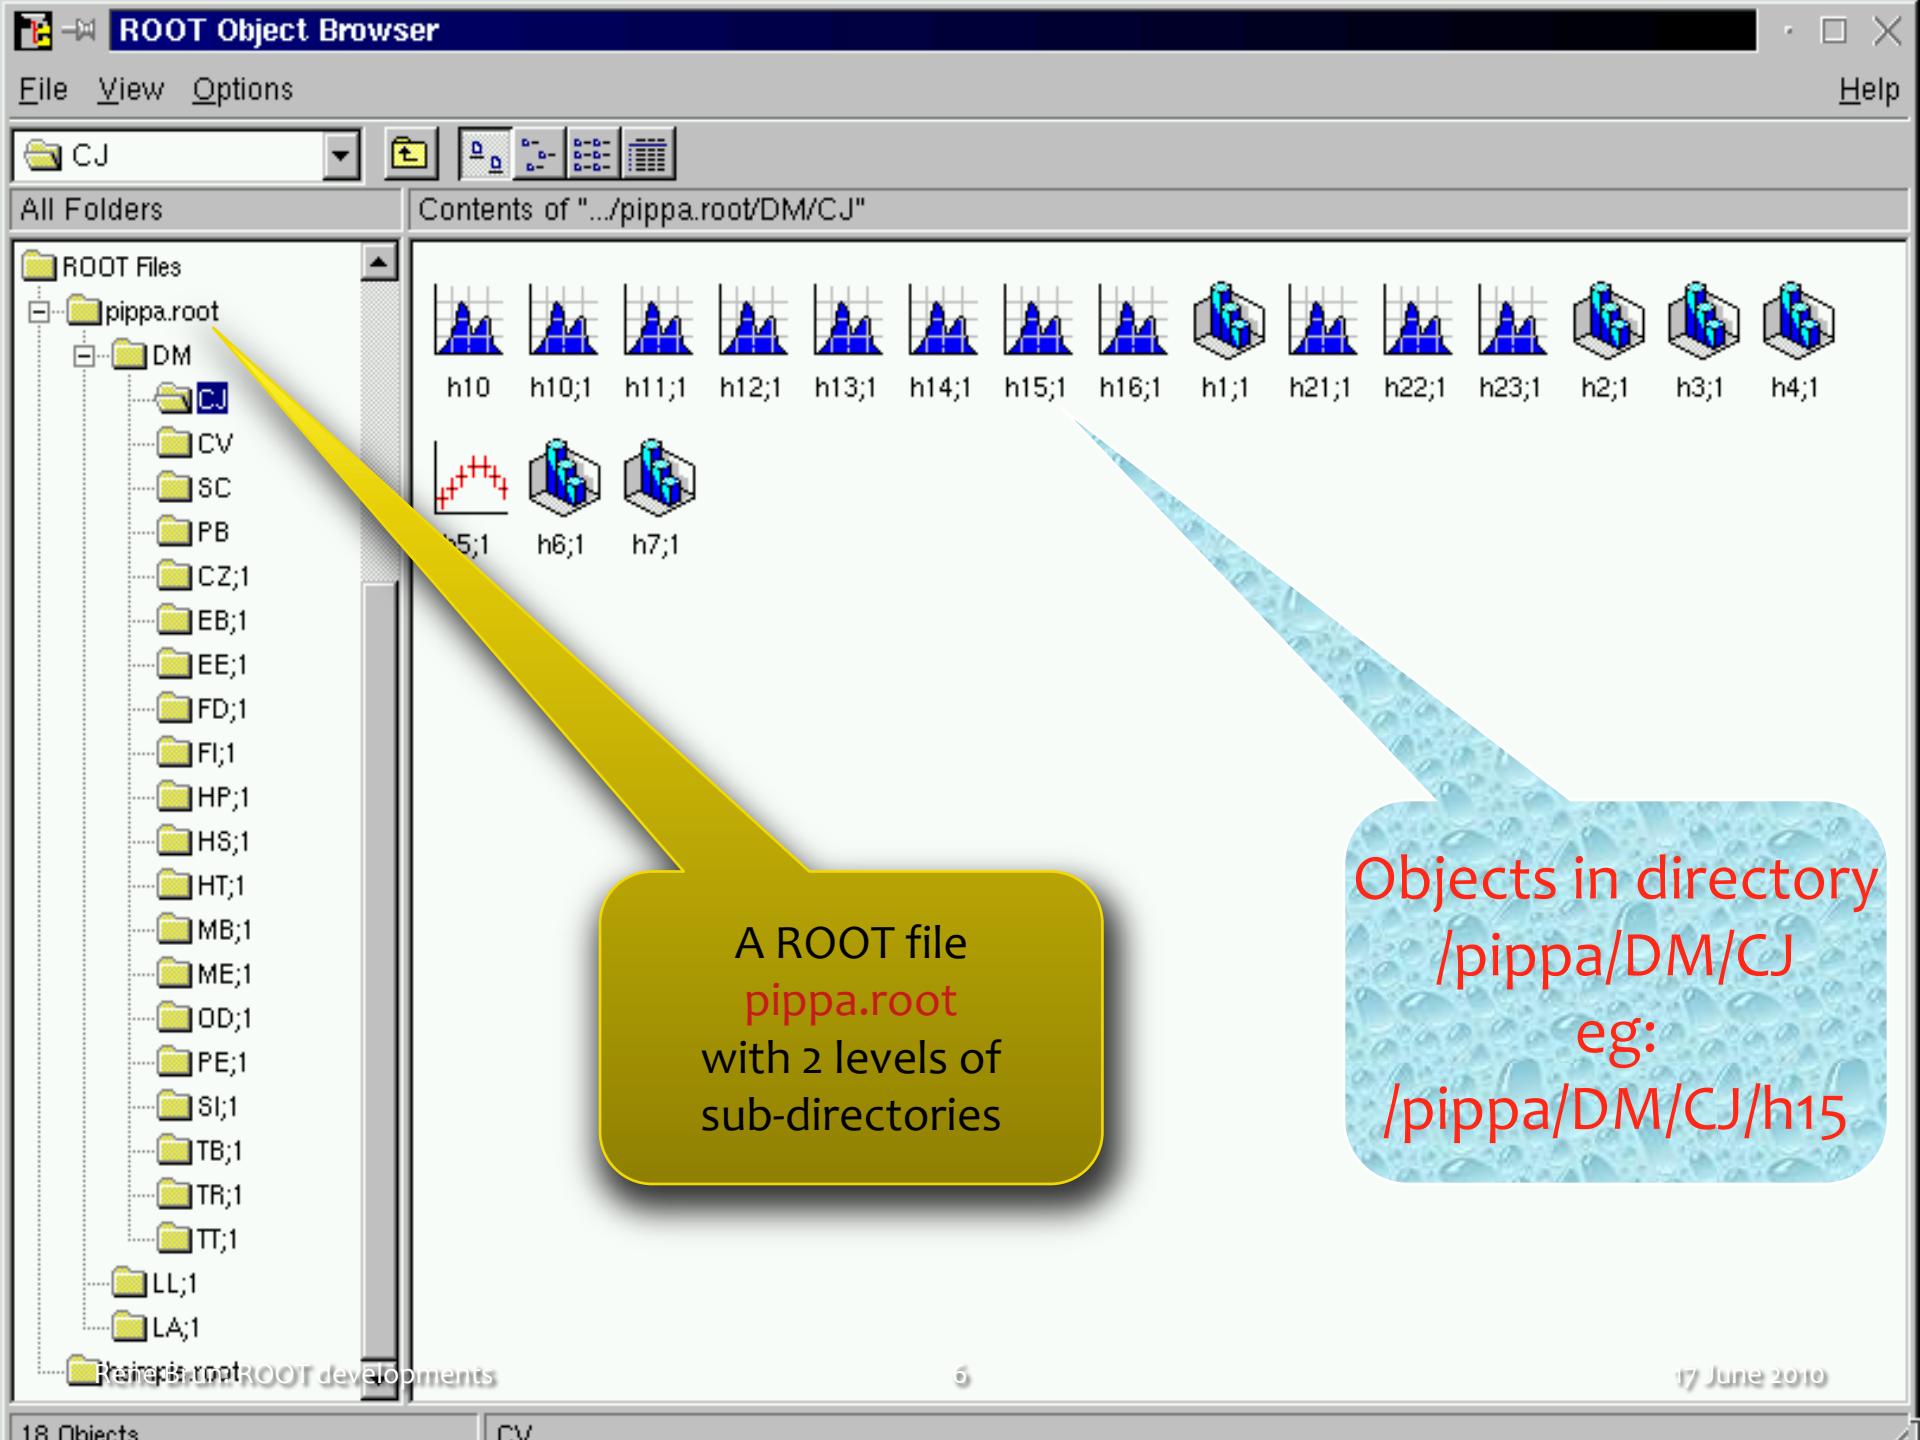 ROOT Object Browser
File View Options Help
CJ
All Folders
Contents of ".../pippa.root/DM/CJ"
ROOT Files
pippa.root
DM
CJ
CV
SC
PB
CZ;1
EB;1
EE;1
FD;1
FI;1
HP;1
HS;1
HT;1
MB;1
ME;1
OD;1
PE;1
SI;1
TB;1
TR;1
TT;1
LL;1
LA;1
hsimple.root
h10 h10;1 h11;1 h12;1 h13;1 h14;1 h15;1 h16;1 h1;1 h21;1 h22;1 h23;1 h2;1 h3;1 h4;1
h5;1 h6;1 h7;1
A ROOT file
pippa.root
with 2 levels of
sub-directories
Objects in directory
/pippa/DM/CJ
eg:
/pippa/DM/CJ/h15
Rene Brun: ROOT developments
6
17 June 2010
18 Objects
CV